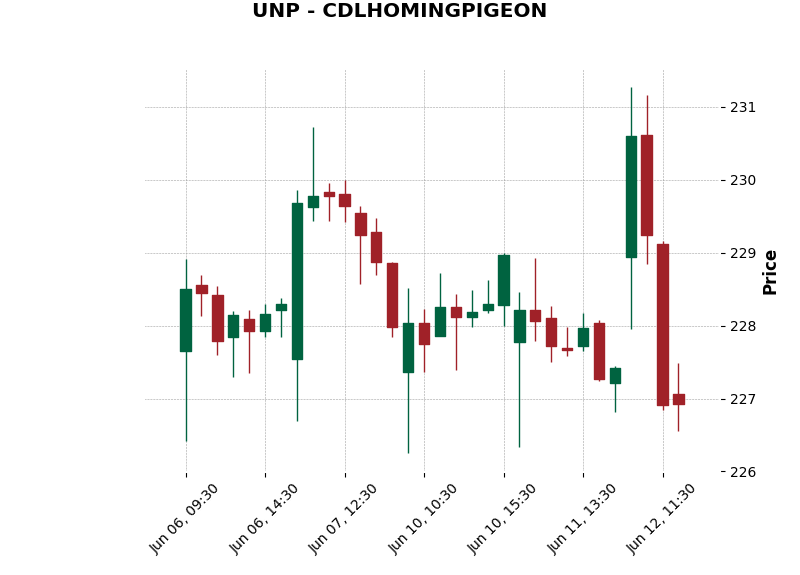 UNP - CDLHOMINGPIGEON
231
230
229
228
227
226
Price
Jun 06, 09:30
Jun 06, 14:30
Jun 07, 12:30
Jun 10, 10:30
Jun 10, 15:30
Jun 11, 13:30
Jun 12, 11:30